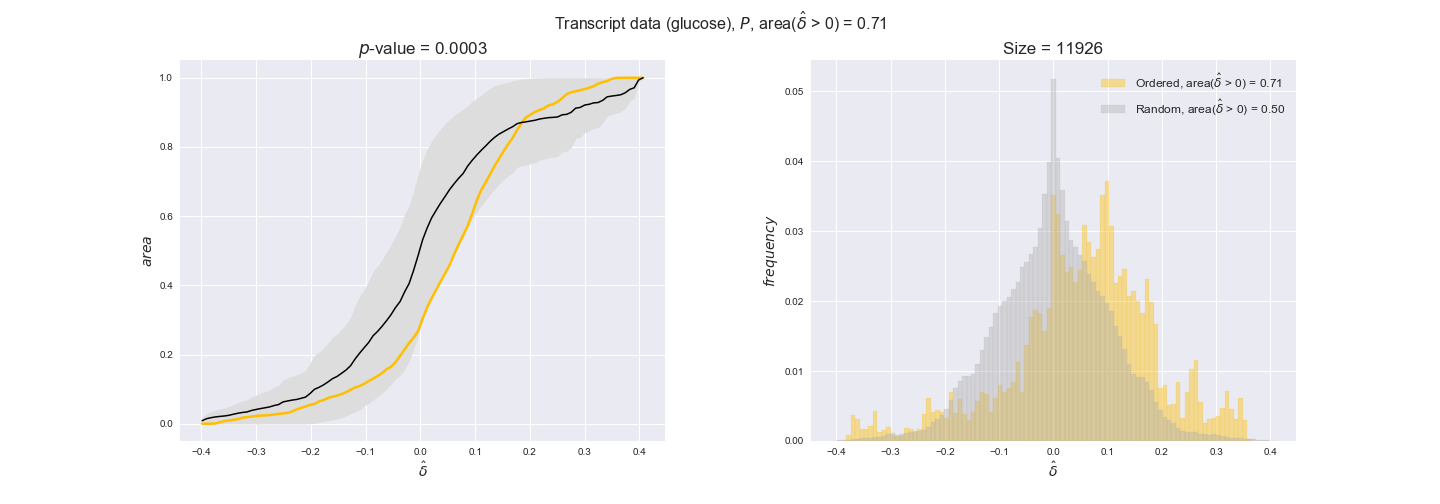 Transcript data (glucose), P, area(δ̂ > 0) = 0.71
p-value = 0.0003
1.0
0.8
0.6
0.4
0.2
0.0
area
−0.4 −0.3 −0.2 −0.1 0.0 0.1 0.2 0.3 0.4
δ̂
Size = 11926
Ordered, area(δ̂ > 0) = 0.71
Random, area(δ̂ > 0) = 0.50
0.05
0.04
0.03
0.02
0.01
0.00
frequency
−0.4 −0.3 −0.2 −0.1 0.0 0.1 0.2 0.3 0.4
δ̂